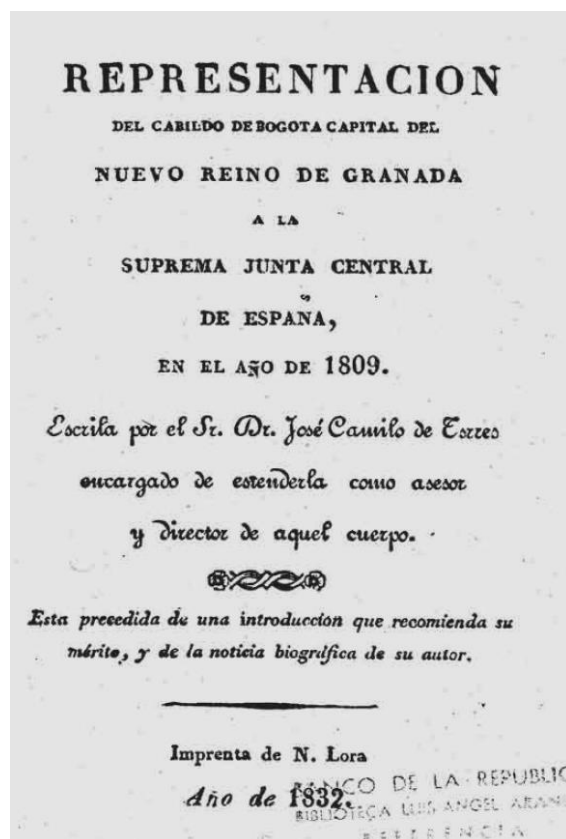 REPRESENTACION
DEL CABILDO DE BOGOTA CAPITAL DEL
NUEVO REINO DE GRANADA
A LA
SUPREMA JUNTA CENTRAL
DE ESPAÑA,
EN EL AÑO DE 1809.
Escrita por el Sr. Dr. José Camilo de Torres
encargado de estenderla como asesor
y director de aquel cuerpo.
Esta precedida de una introduccion que recomienda su
mérito, y de la noticia biográfica de su autor.
Imprenta de N. Lora
Año de 1832.
BANCO DE LA REPUBLIC
BIBLIOTECA LUIS ANGEL ARAN
REFERENCIA